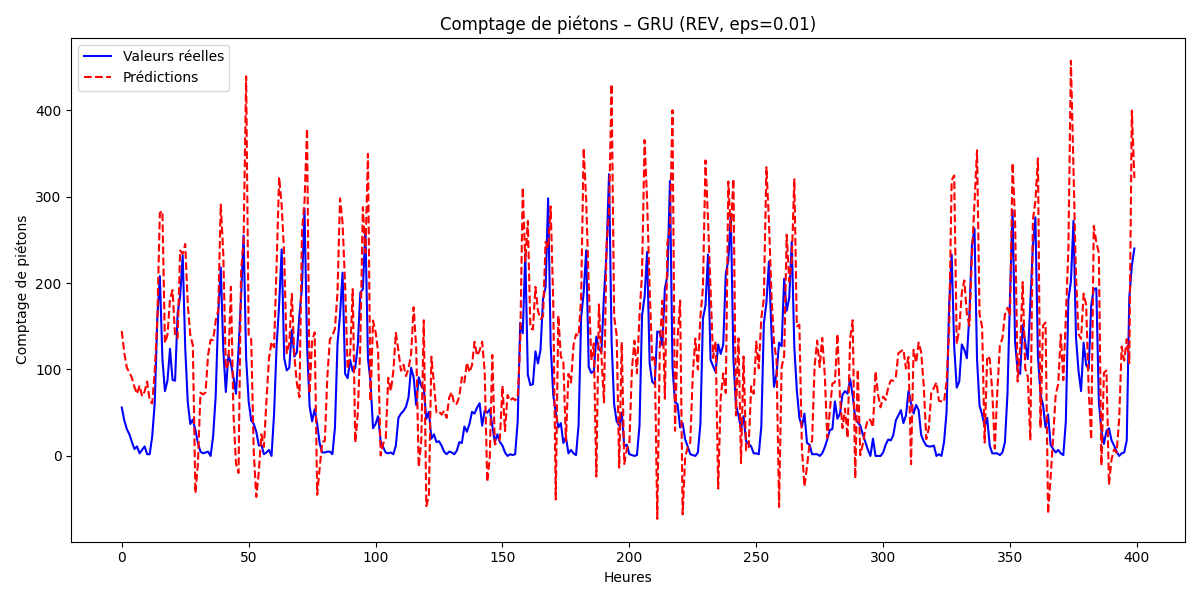 Comptage de piétons – GRU (REV, eps=0.01)
Valeurs réelles
Prédictions
Comptage de piétons
400
300
200
100
0
0 50 100 150 200 250 300 350 400
Heures